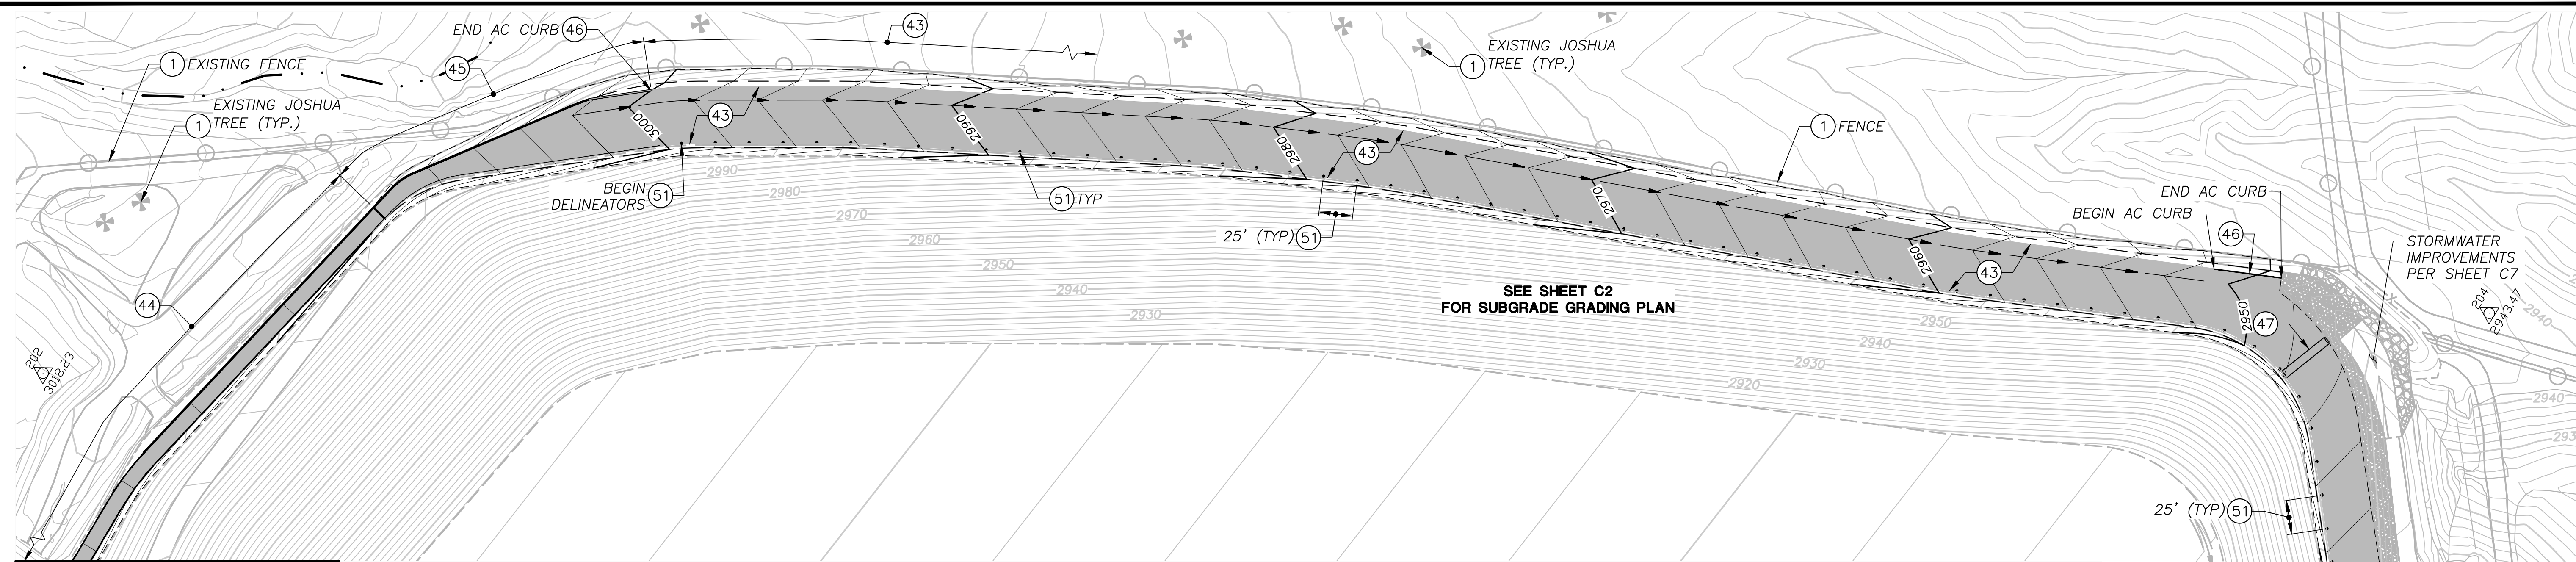 END AC CURB 46
43
1 EXISTING FENCE
45
EXISTING JOSHUA
TREE (TYP.)
1
EXISTING JOSHUA
TREE (TYP.)
1
3000
43
2990
2980
43
1 FENCE
2970
2960
43
2950
BEGIN
DELINEATORS
51
51 TYP
25' (TYP) 51
END AC CURB
BEGIN AC CURB
46
47
STORMWATER
IMPROVEMENTS
PER SHEET C7
204
2943.47
44
202
3018.23
2990
2980
2970
2960
2950
2940
2930
SEE SHEET C2
FOR SUBGRADE GRADING PLAN
2950
2940
2930
2920
2940
2940
293
25' (TYP) 51